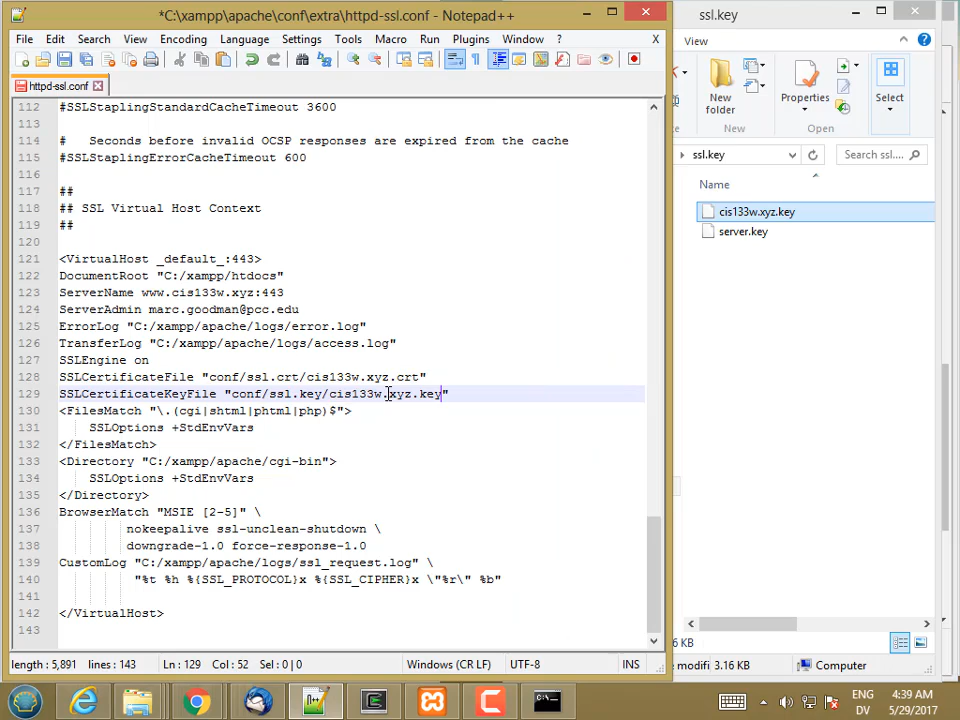 *C:\xampp\apache\conf\extra\httpd-ssl.conf - Notepad++
File Edit Search View Encoding Language Settings Tools Macro Run Plugins Window ? X
httpd-ssl.conf
112 #SSLStaplingStandardCacheTimeout 3600
113
114 #   Seconds before invalid OCSP responses are expired from the cache
115 #SSLStaplingErrorCacheTimeout 600
116
117 ##
118 ## SSL Virtual Host Context
119 ##
120
121 <VirtualHost _default_:443>
122 DocumentRoot "C:/xampp/htdocs"
123 ServerName www.cis133w.xyz:443
124 ServerAdmin marc.goodman@pcc.edu
125 ErrorLog "C:/xampp/apache/logs/error.log"
126 TransferLog "C:/xampp/apache/logs/access.log"
127 SSLEngine on
128 SSLCertificateFile "conf/ssl.crt/cis133w.xyz.crt"
129 SSLCertificateKeyFile "conf/ssl.key/cis133w.xyz.key"
130 <FilesMatch "\.(cgi|shtml|phtml|php)$">
131     SSLOptions +StdEnvVars
132 </FilesMatch>
133 <Directory "C:/xampp/apache/cgi-bin">
134     SSLOptions +StdEnvVars
135 </Directory>
136 BrowserMatch "MSIE [2-5]" \
137          nokeepalive ssl-unclean-shutdown \
138          downgrade-1.0 force-response-1.0
139 CustomLog "C:/xampp/apache/logs/ssl_request.log" \
140           "%t %h %{SSL_PROTOCOL}x %{SSL_CIPHER}x \"%r\" %b"
141
142 </VirtualHost>
143
length : 5,891 lines : 143 Ln : 129 Col : 52 Sel : 0 | 0 Windows (CR LF) UTF-8 INS
ssl.key
View
New folder
Properties
Select
New
Open
ssl.key
Search ssl....
Name
cis133w.xyz.key
server.key
6 KB
modifi 3.16 KB
Computer
ENG
DV
4:39 AM
5/29/2017